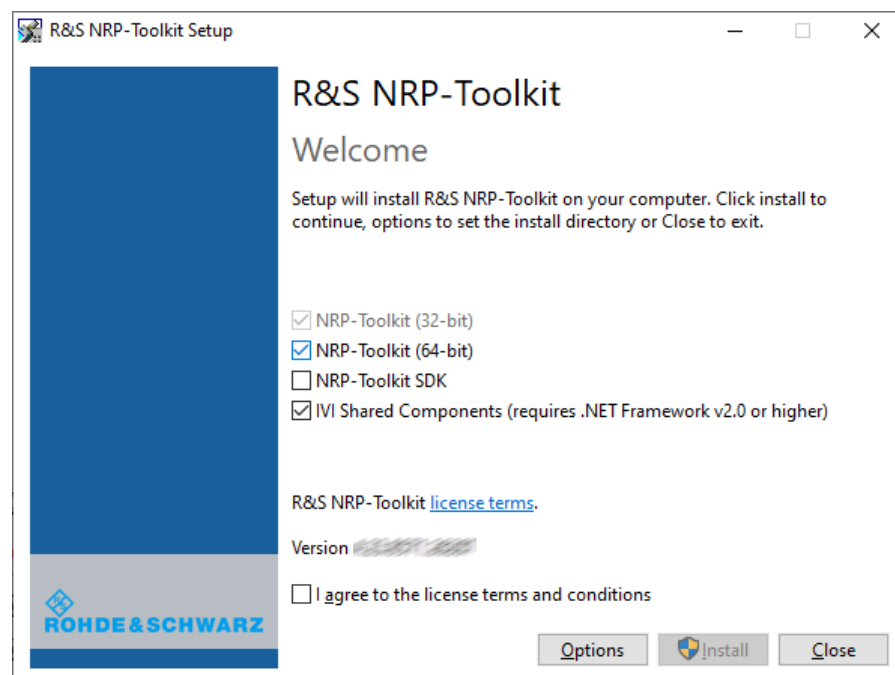 R&S NRP-Toolkit Setup
R&S NRP-Toolkit
Welcome
Setup will install R&S NRP-Toolkit on your computer. Click install to
continue, options to set the install directory or Close to exit.
NRP-Toolkit (32-bit)
NRP-Toolkit (64-bit)
NRP-Toolkit SDK
IVI Shared Components (requires .NET Framework v2.0 or higher)
R&S NRP-Toolkit license terms.
Version
I agree to the license terms and conditions
ROHDE&SCHWARZ
Options Install Close